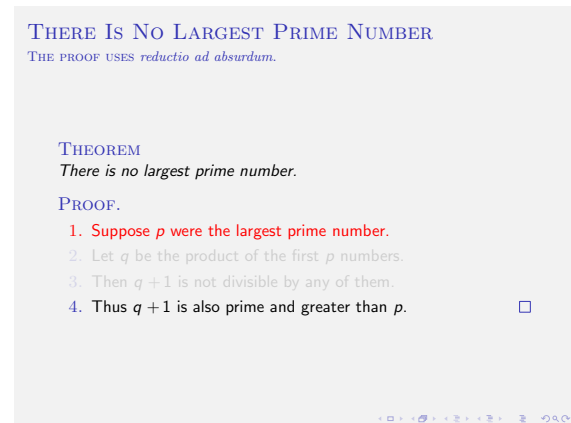 There Is No Largest Prime Number
The proof uses reductio ad absurdum.
Theorem
There is no largest prime number.
Proof.
1. Suppose p were the largest prime number.
2. Let q be the product of the first p numbers.
3. Then q + 1 is not divisible by any of them.
4. Thus q + 1 is also prime and greater than p.